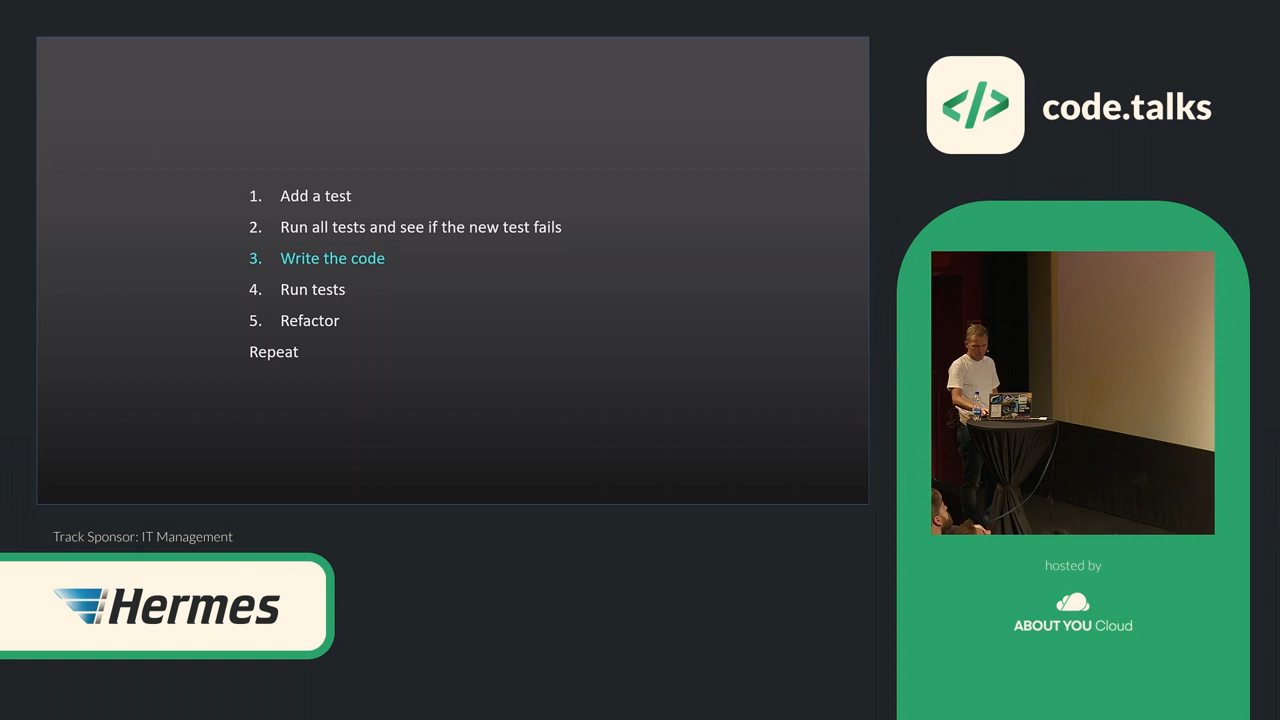 1. Add a test
2. Run all tests and see if the new test fails
3. Write the code
4. Run tests
5. Refactor
Repeat
Track Sponsor: IT Management
Hermes
</> code.talks
hosted by
ABOUT YOU Cloud